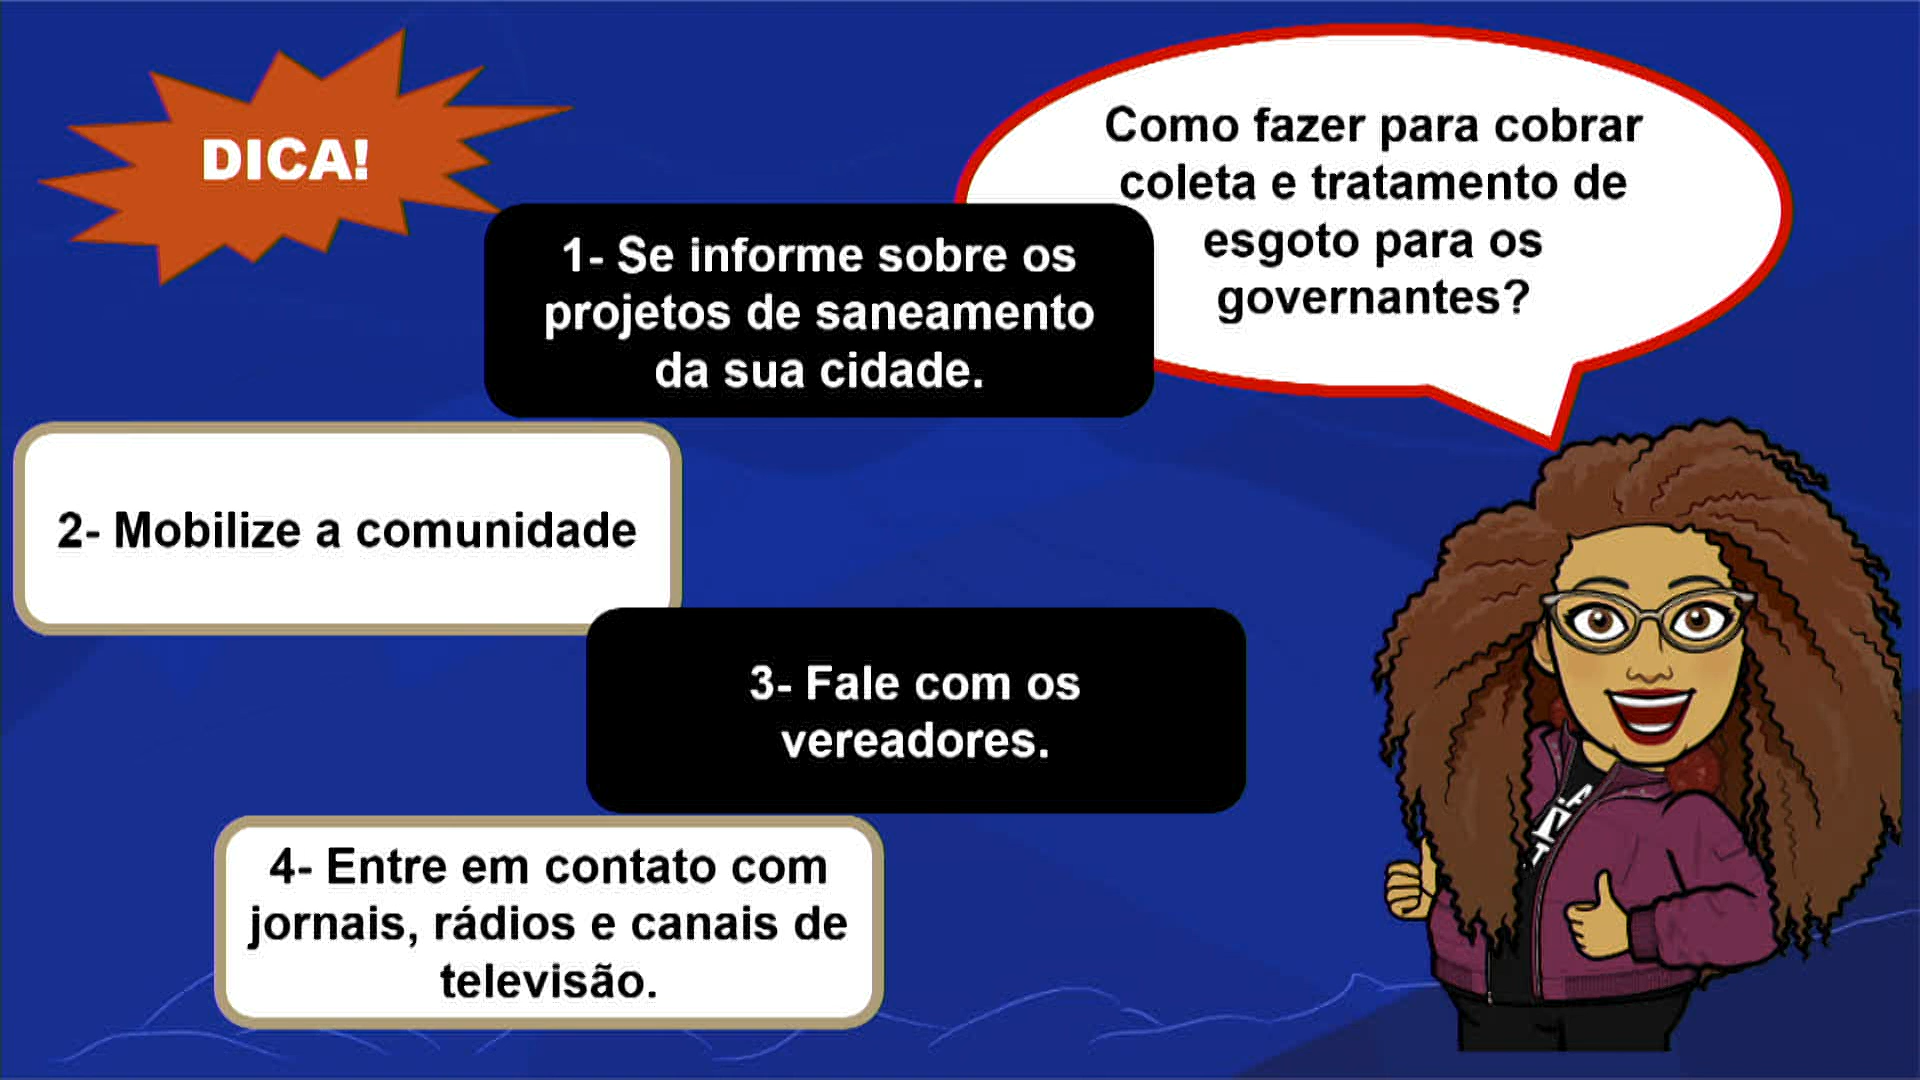 DICA!
Como fazer para cobrar
coleta e tratamento de
esgoto para os
governantes?
1- Se informe sobre os
projetos de saneamento
da sua cidade.
2- Mobilize a comunidade
3- Fale com os
vereadores.
4- Entre em contato com
jornais, rádios e canais de
televisão.